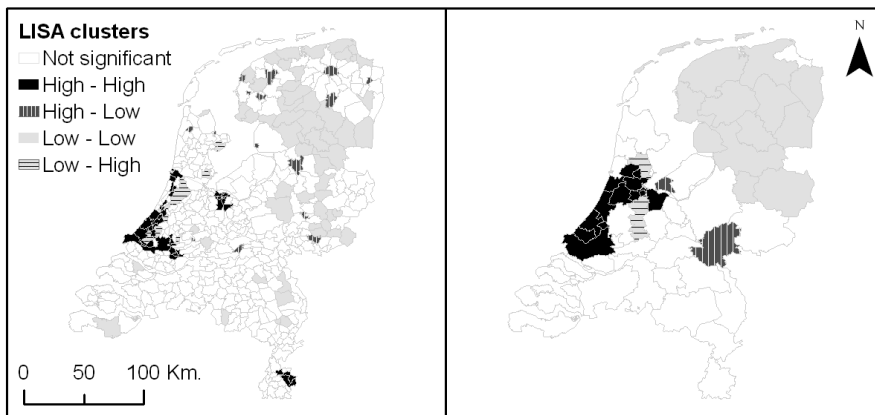 LISA clusters
Not significant
High - High
High - Low
Low - Low
Low - High
0 50 100 Km.
N